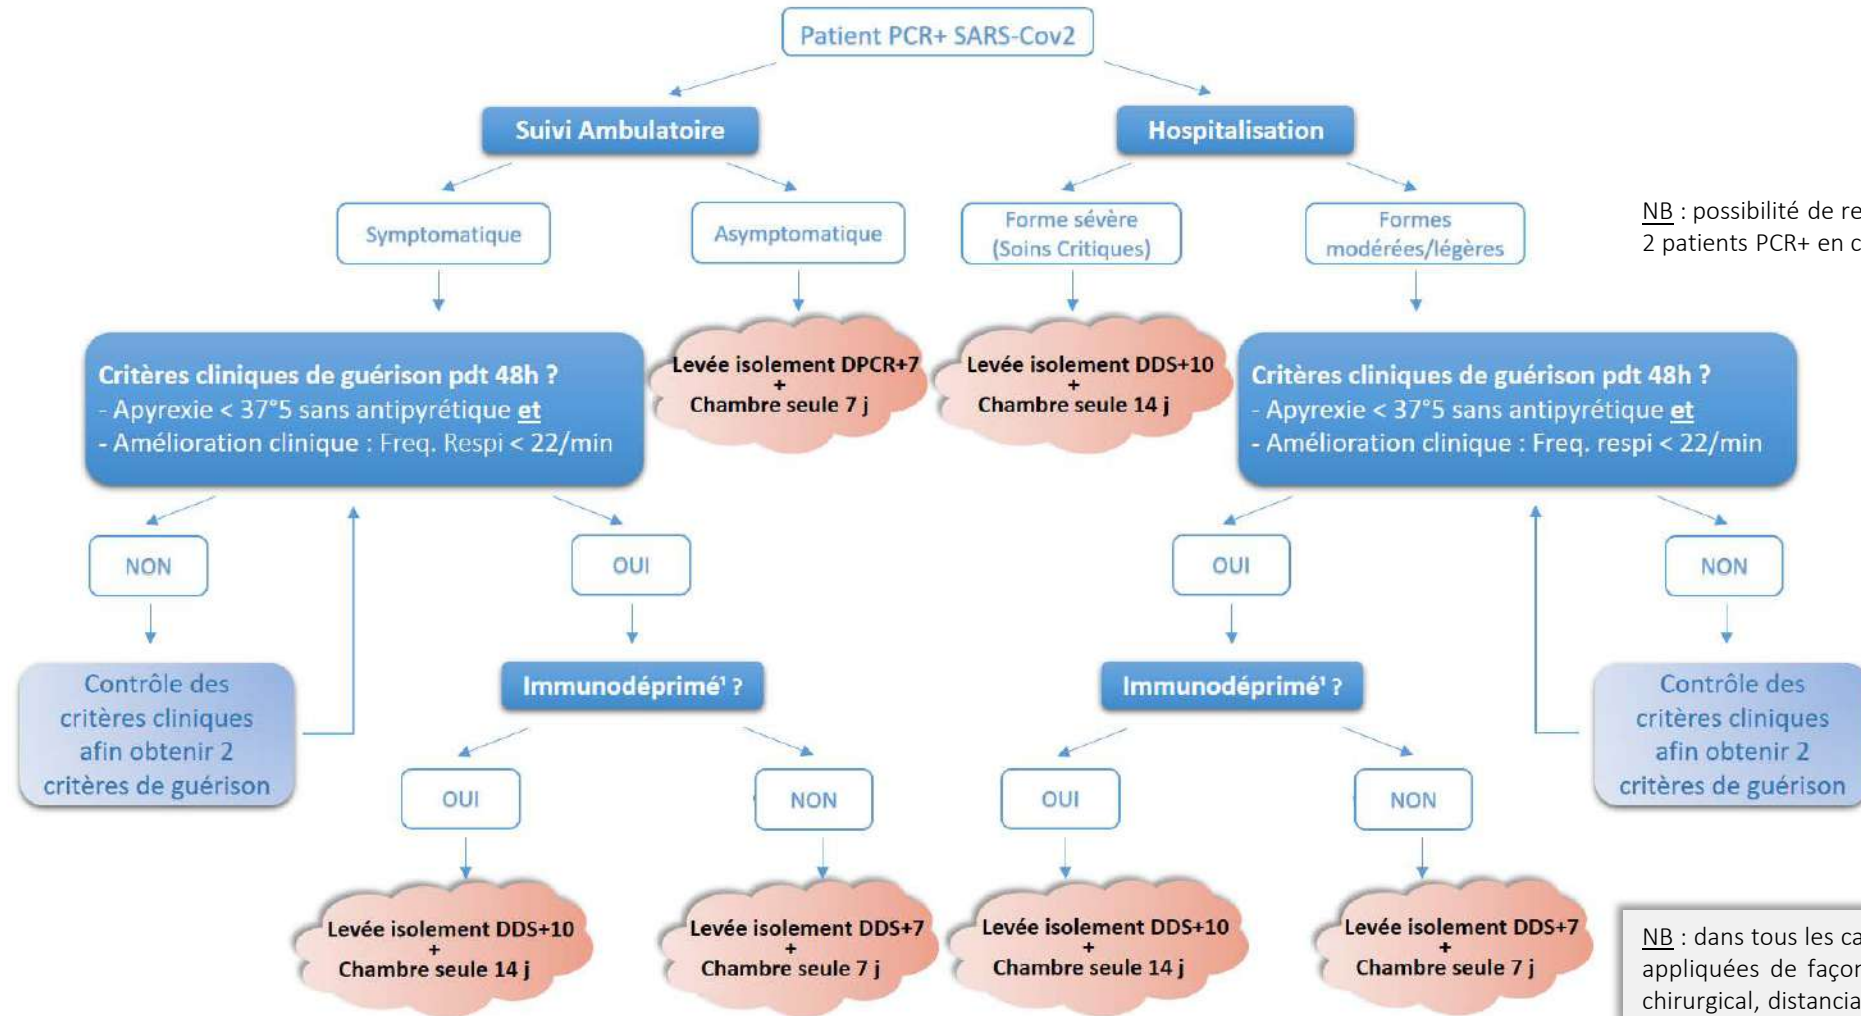 Patient PCR+ SARS-Cov2
Suivi Ambulatoire
Hospitalisation
Symptomatique
Asymptomatique
Forme sévère
(Soins Critiques)
Formes
modérées/légères
NB : possibilité de
2 patients PCR+ en
Critères cliniques de guérison pdt 48h ?
- Apyrexie < 37°5 sans antipyrétique et
- Amélioration clinique : Freq. Respi < 22/min
Levée isolement DPCR+7
+
Chambre seule 7 j
Levée isolement DDS+10
+
Chambre seule 14 j
Critères cliniques de guérison pdt 48h ?
- Apyrexie < 37°5 sans antipyrétique et
- Amélioration clinique : Freq. respi < 22/min
NON
OUI
OUI
NON
Contrôle des
critères cliniques
afin obtenir 2
critères de guérison
Immunodéprimé¹ ?
Immunodéprimé¹ ?
Contrôle des
critères cliniques
afin obtenir 2
critères de guérison
OUI
NON
OUI
NON
Levée isolement DDS+10
+
Chambre seule 14 j
Levée isolement DDS+7
+
Chambre seule 7 j
Levée isolement DDS+10
+
Chambre seule 14 j
Levée isolement DDS+7
+
Chambre seule 7 j
NB : dans tous les
appliquées de
chirurgical,